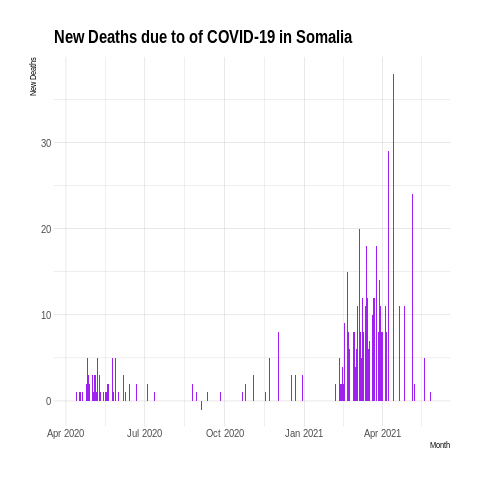 New Deaths due to of COVID-19 in Somalia
New Deaths
30
20
10
0
Apr 2020 Jul 2020 Oct 2020 Jan 2021 Apr 2021
Month